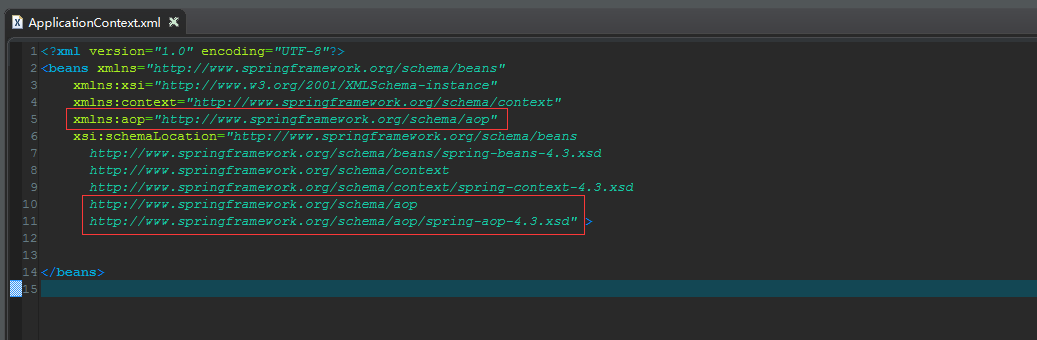 ApplicationContext.xml
1 <?xml version="1.0" encoding="UTF-8"?>
2 <beans xmlns="http://www.springframework.org/schema/beans"
3 xmlns:xsi="http://www.w3.org/2001/XMLSchema-instance"
4 xmlns:context="http://www.springframework.org/schema/context"
5 xmlns:aop="http://www.springframework.org/schema/aop"
6 xsi:schemaLocation="http://www.springframework.org/schema/beans
7 http://www.springframework.org/schema/beans/spring-beans-4.3.xsd
8 http://www.springframework.org/schema/context
9 http://www.springframework.org/schema/context/spring-context-4.3.xsd
10 http://www.springframework.org/schema/aop
11 http://www.springframework.org/schema/aop/spring-aop-4.3.xsd" >
12
13
14 </beans>
15